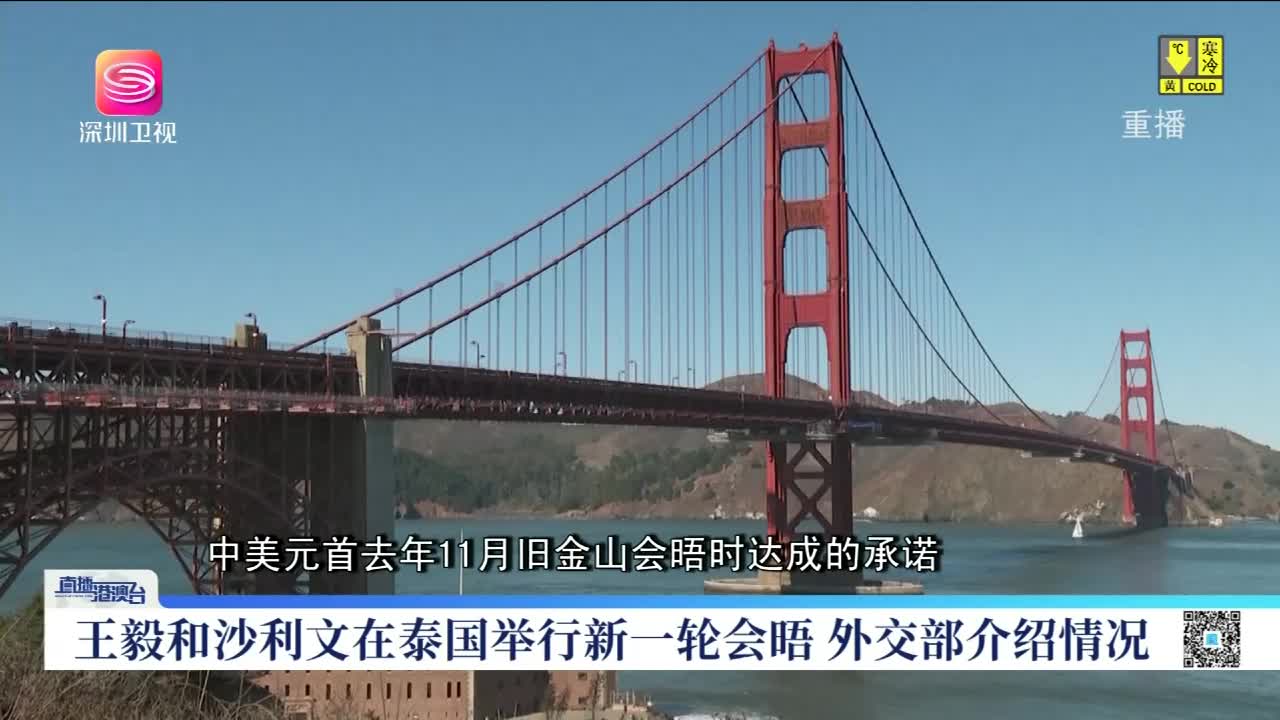 深圳卫视
℃
寒冷
黄
COLD
重播
中美元首去年11月旧金山会晤时达成的承诺
直播港澳台
王毅和沙利文在泰国举行新一轮会晤 外交部介绍情况